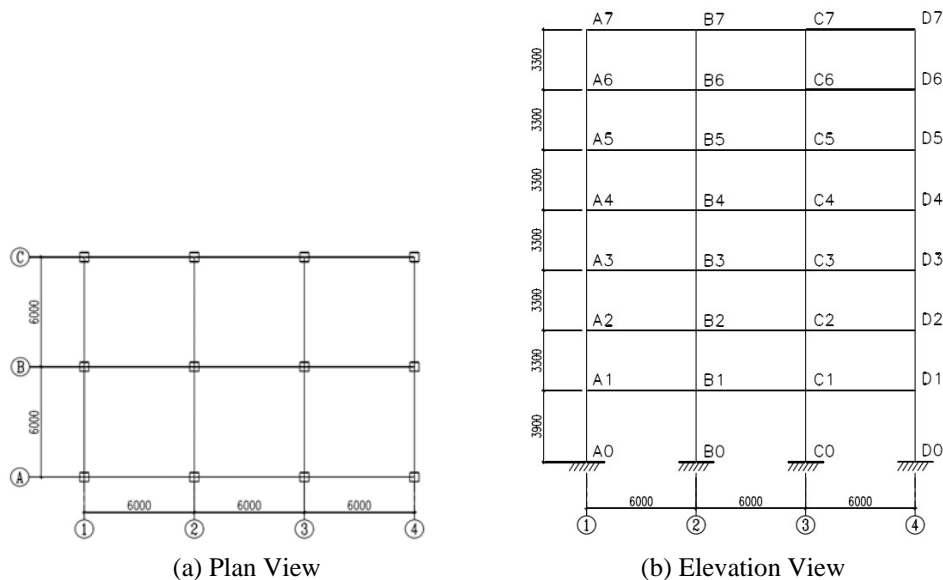 C
B
A
6000
6000
6000
6000
6000
1
2
3
4
(a) Plan View
A7 B7 C7 D7
A6 B6 C6 D6
A5 B5 C5 D5
A4 B4 C4 D4
A3 B3 C3 D3
A2 B2 C2 D2
A1 B1 C1 D1
A0 B0 C0 D0
3300
3300
3300
3300
3300
3300
3900
6000
6000
6000
1
2
3
4
(b) Elevation View